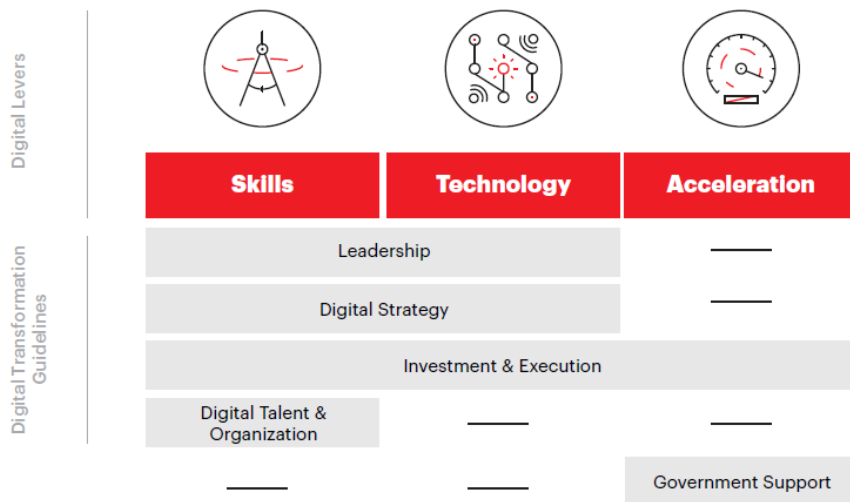 Digital Levers
Skills
Technology
Acceleration
Digital Transformation
Guidelines
Leadership
Digital Strategy
Investment & Execution
Digital Talent &
Organization
Government Support